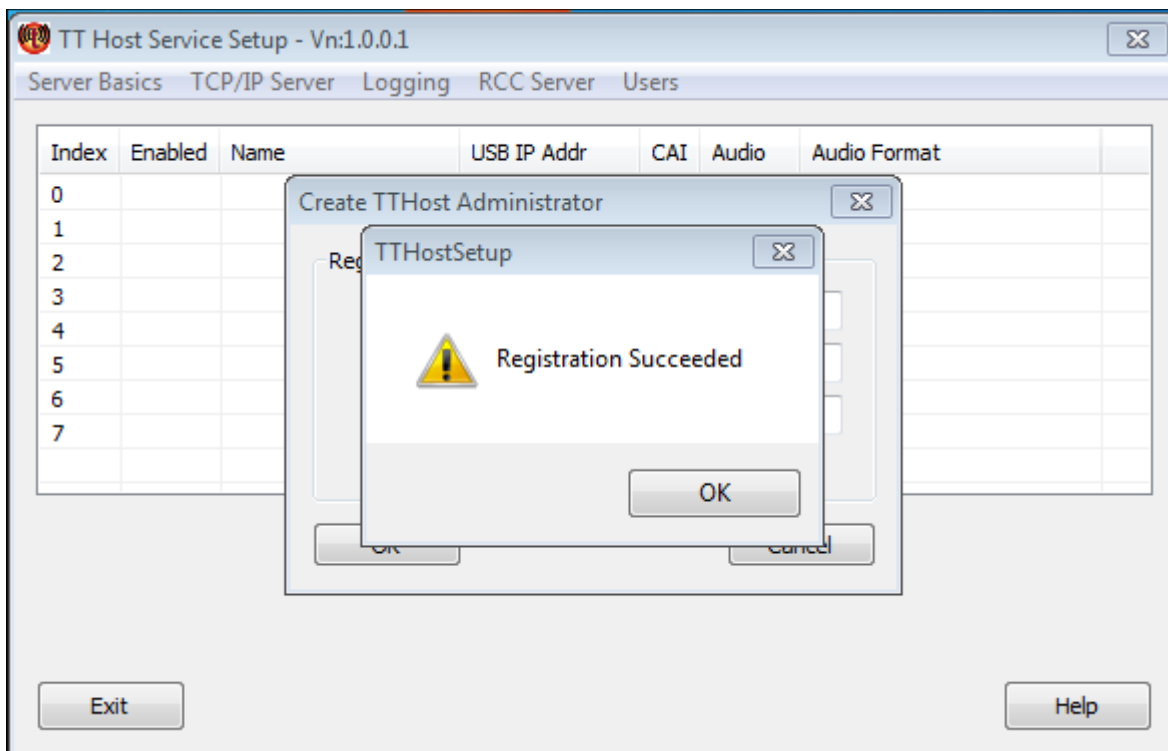 TT Host Service Setup - Vn:1.0.0.1
Server Basics TCP/IP Server Logging RCC Server Users
Index Enabled Name USB IP Addr CAI Audio Audio Format
0
Create TTHost Administrator
1
TTHostSetup
2
3
4
Registration Succeeded
5
6
7
OK
OK Cancel
Exit Help